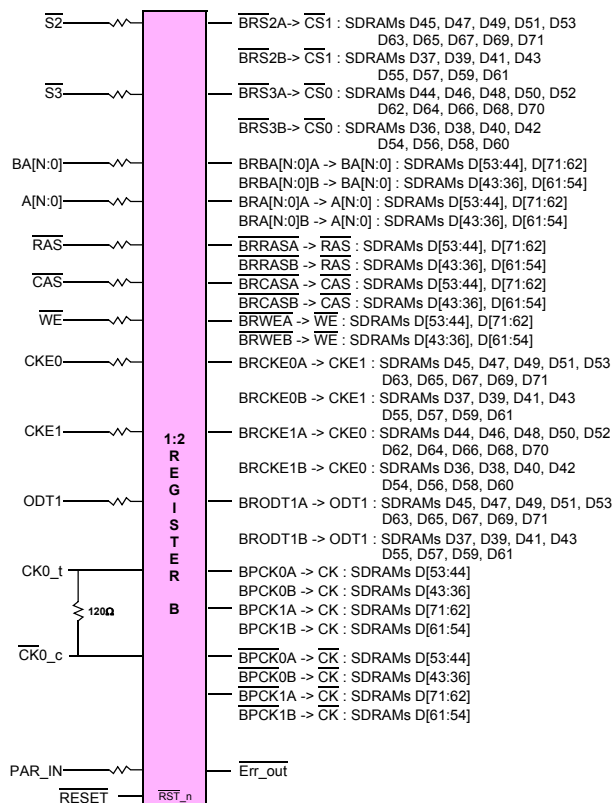 S2
BRS2A-> CS1 : SDRAMs D45, D47, D49, D51, D53
D63, D65, D67, D69, D71
BRS2B-> CS1 : SDRAMs D37, D39, D41, D43
D55, D57, D59, D61
S3
BRS3A-> CS0 : SDRAMs D44, D46, D48, D50, D52
D62, D64, D66, D68, D70
BRS3B-> CS0 : SDRAMs D36, D38, D40, D42
D54, D56, D58, D60
BA[N:0]
BRBA[N:0]A -> BA[N:0] : SDRAMs D[53:44], D[71:62]
BRBA[N:0]B -> BA[N:0] : SDRAMs D[43:36], D[61:54]
A[N:0]
BRA[N:0]A -> A[N:0] : SDRAMs D[53:44], D[71:62]
BRA[N:0]B -> A[N:0] : SDRAMs D[43:36], D[61:54]
RAS
BRRASA -> RAS : SDRAMs D[53:44], D[71:62]
BRRASB -> RAS : SDRAMs D[43:36], D[61:54]
CAS
BRCASA -> CAS : SDRAMs D[53:44], D[71:62]
BRCASB -> CAS : SDRAMs D[43:36], D[61:54]
WE
BRWEA -> WE : SDRAMs D[53:44], D[71:62]
BRWEB -> WE : SDRAMs D[43:36], D[61:54]
CKE0
BRCKE0A -> CKE1 : SDRAMs D45, D47, D49, D51, D53
D63, D65, D67, D69, D71
BRCKE0B -> CKE1 : SDRAMs D37, D39, D41, D43
D55, D57, D59, D61
CKE1
BRCKE1A -> CKE0 : SDRAMs D44, D46, D48, D50, D52
D62, D64, D66, D68, D70
BRCKE1B -> CKE0 : SDRAMs D36, D38, D40, D42
D54, D56, D58, D60
ODT1
BRODT1A -> ODT1 : SDRAMs D45, D47, D49, D51, D53
D63, D65, D67, D69, D71
BRODT1B -> ODT1 : SDRAMs D37, D39, D41, D43
D55, D57, D59, D61
1:2
R
E
G
I
S
T
E
R
B
CK0_t
120Ω
CK0_c
BPCK0A -> CK : SDRAMs D[53:44]
BPCK0B -> CK : SDRAMs D[43:36]
BPCK1A -> CK : SDRAMs D[71:62]
BPCK1B -> CK : SDRAMs D[61:54]
BPCK0A -> CK : SDRAMs D[53:44]
BPCK0B -> CK : SDRAMs D[43:36]
BPCK1A -> CK : SDRAMs D[71:62]
BPCK1B -> CK : SDRAMs D[61:54]
PAR_IN
Err_out
RESET
RST_n